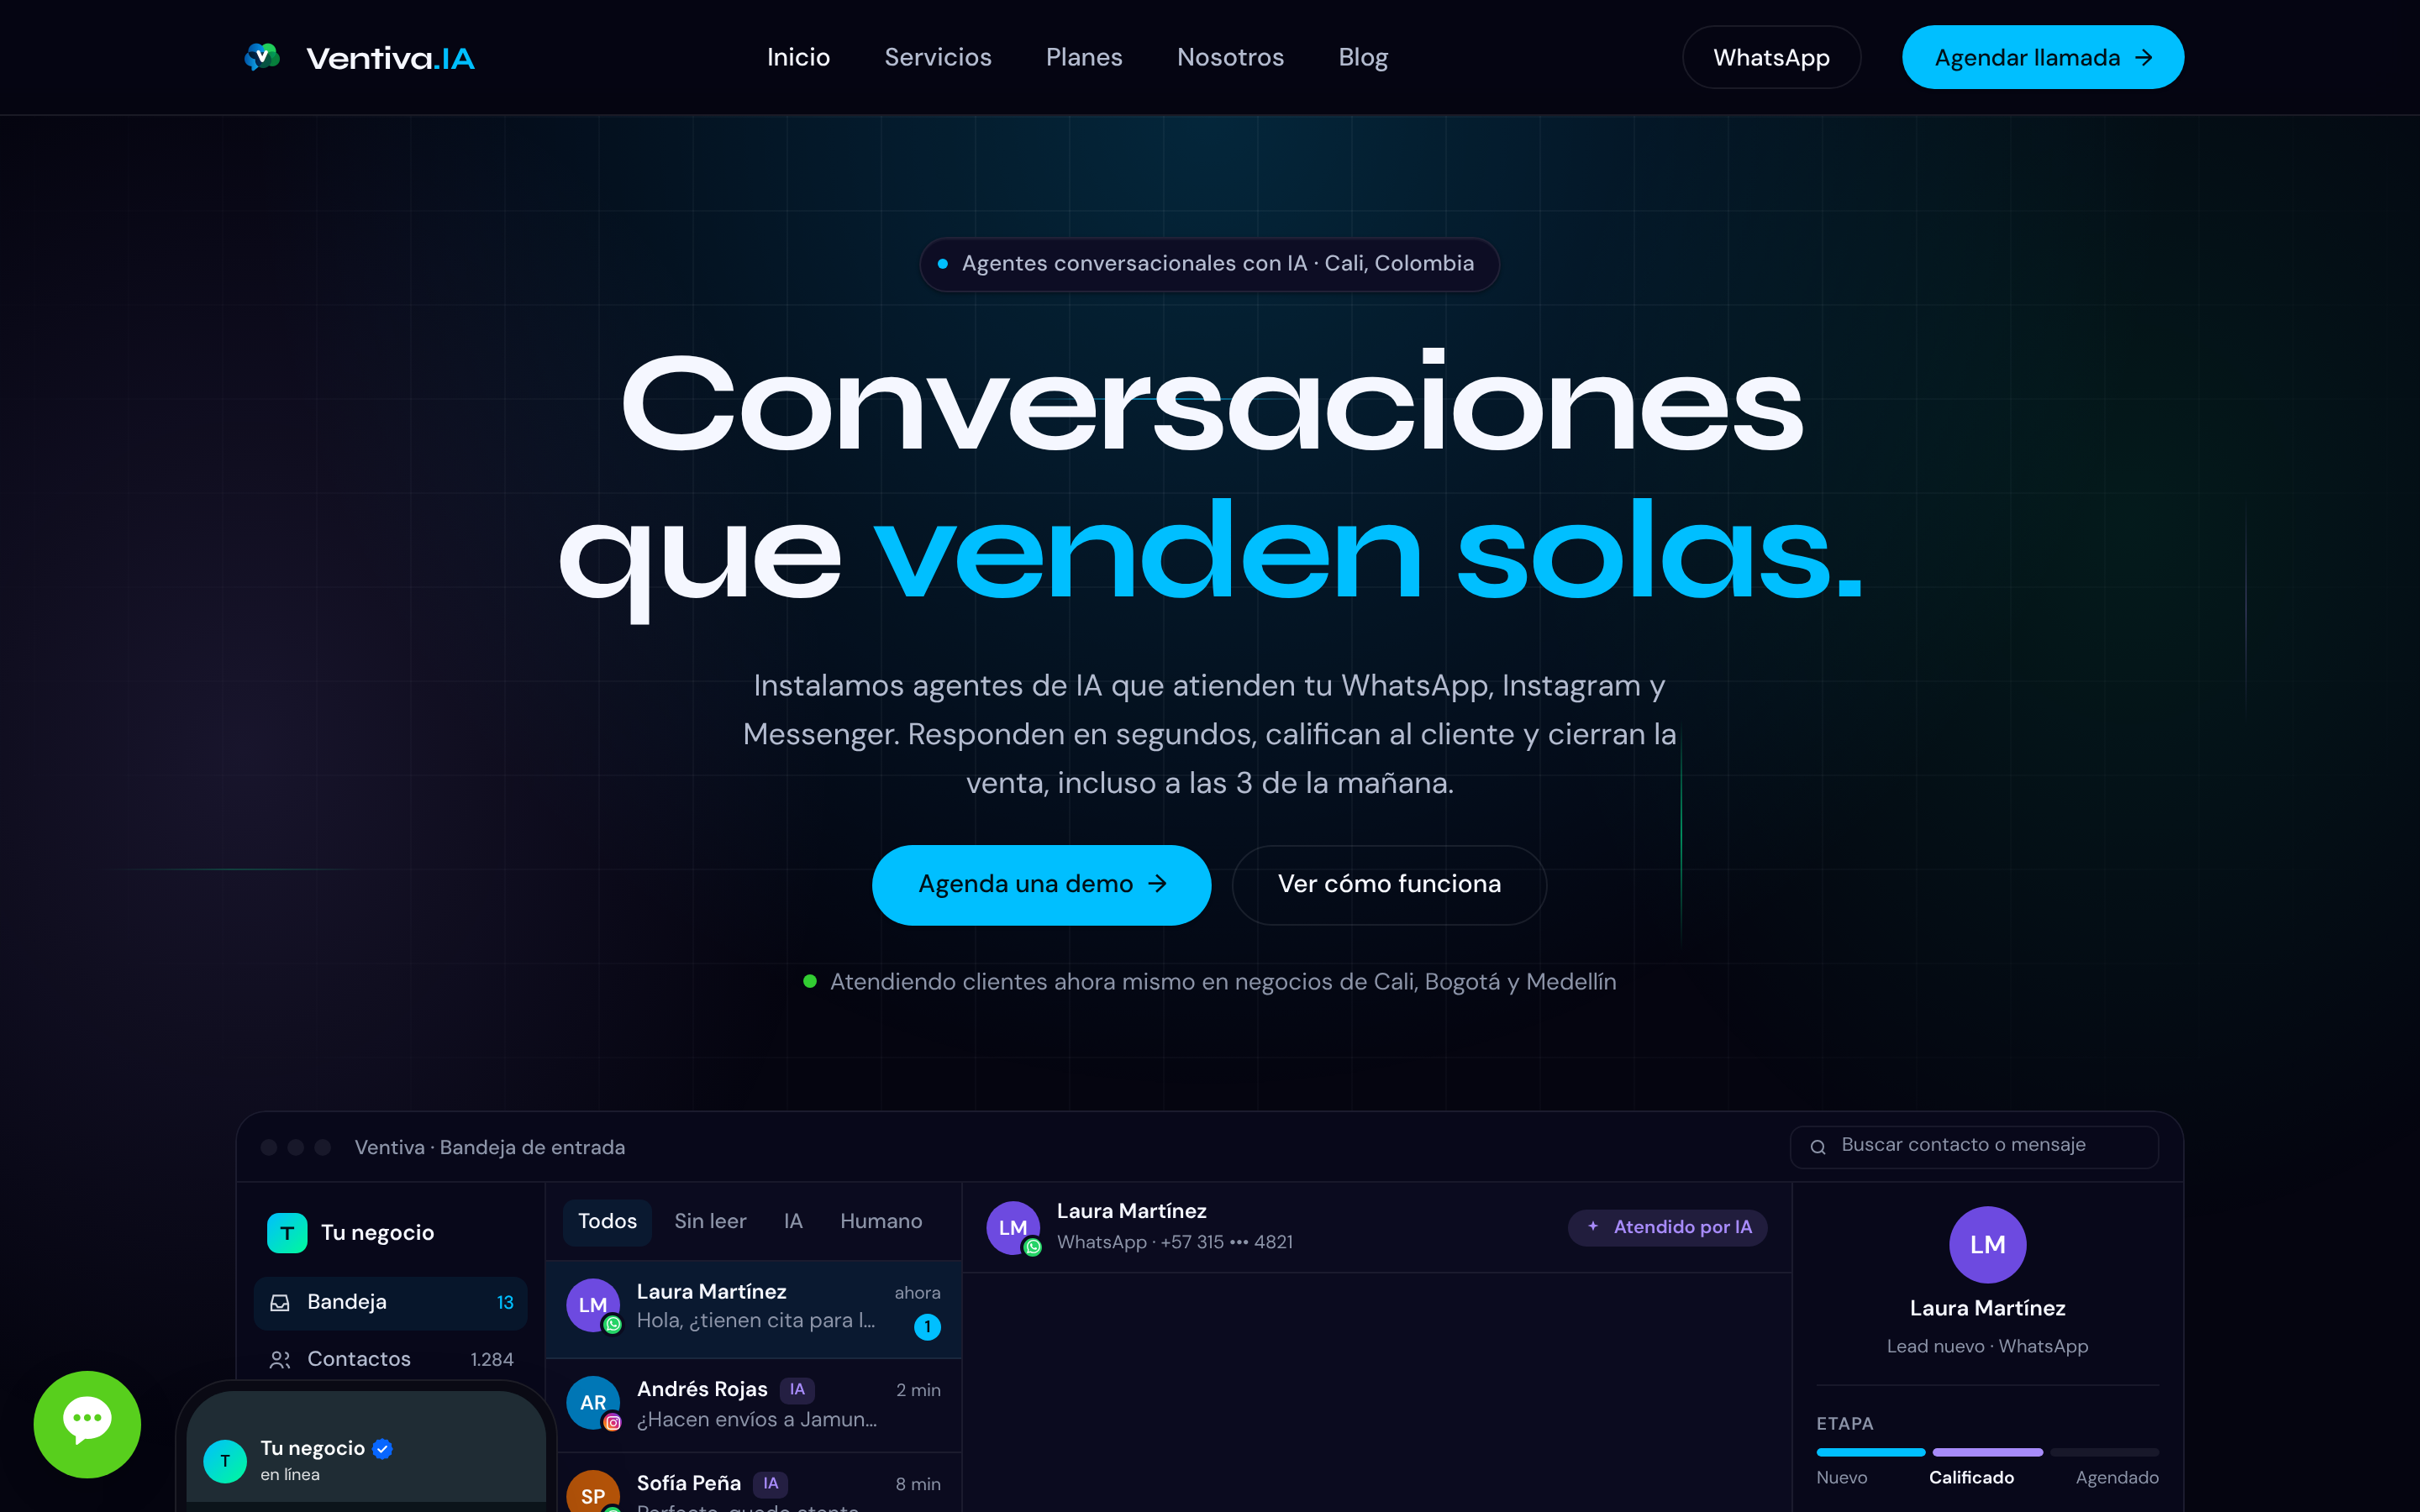 Ventiva.IA
Inicio
Servicios
Planes
Nosotros
Blog
WhatsApp
Agendar llamada →
Agentes conversacionales con IA · Cali, Colombia
Conversaciones
que venden solas.
Instalamos agentes de IA que atienden tu WhatsApp, Instagram y
Messenger. Responden en segundos, califican al cliente y cierran la
venta, incluso a las 3 de la mañana.
Agenda una demo →
Ver cómo funciona
Atendiendo clientes ahora mismo en negocios de Cali, Bogotá y Medellín
Ventiva · Bandeja de entrada
Buscar contacto o mensaje
T
Tu negocio
Bandeja 13
Contactos 1.284
T
Tu negocio
en línea
Todos
Sin leer
IA
Humano
LM
Laura Martínez
ahora
Hola, ¿tienen cita para l...
1
AR
Andrés Rojas IA
2 min
¿Hacen envíos a Jamun...
SP
Sofía Peña IA
8 min
LM
Laura Martínez
WhatsApp · +57 315 ••• 4821
Atendido por IA
LM
Laura Martínez
Lead nuevo · WhatsApp
ETAPA
Nuevo
Calificado
Agendado